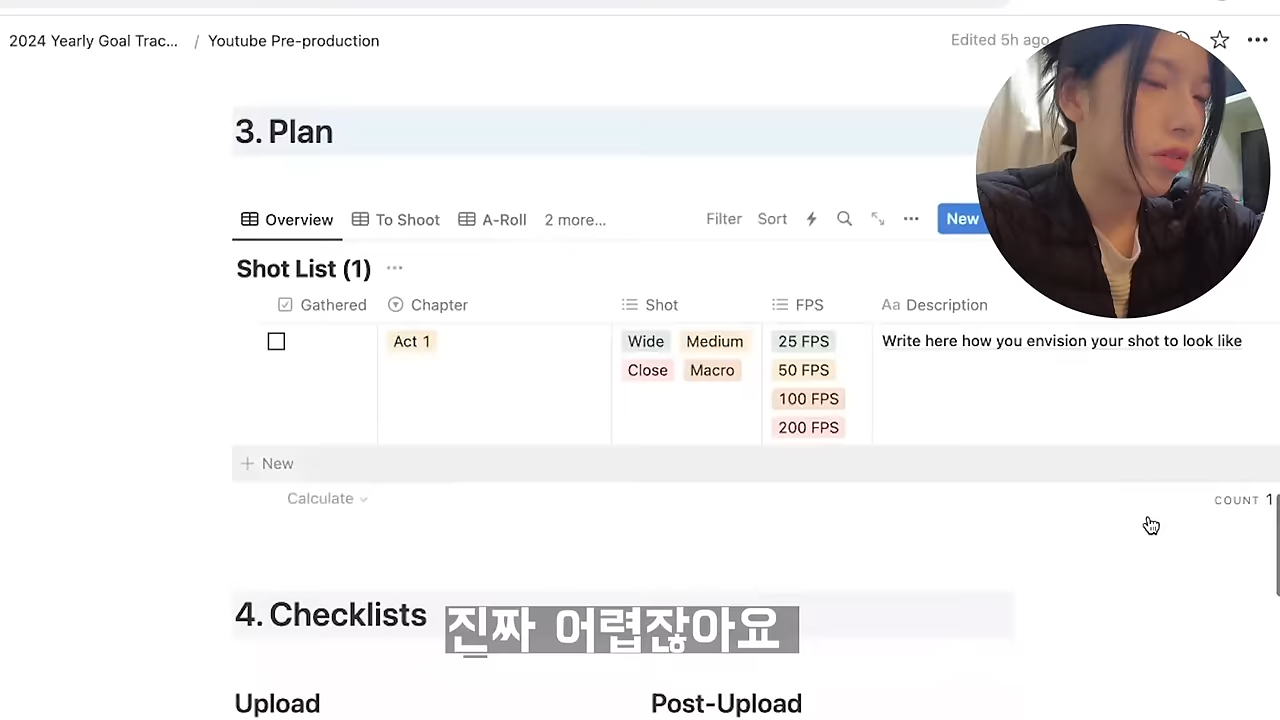 2024 Yearly Goal Trac... / Youtube Pre-production
Edited 5h ago
3. Plan
Overview To Shoot A-Roll 2 more...
Filter Sort New
Shot List (1)
Gathered Chapter Shot FPS Aa Description
Act 1 Wide Medium 25 FPS Write here how you envision your shot to look like
Close Macro 50 FPS
100 FPS
200 FPS
+ New
Calculate
COUNT 1
4. Checklists
진짜 어렵잖아요
Upload Post-Upload